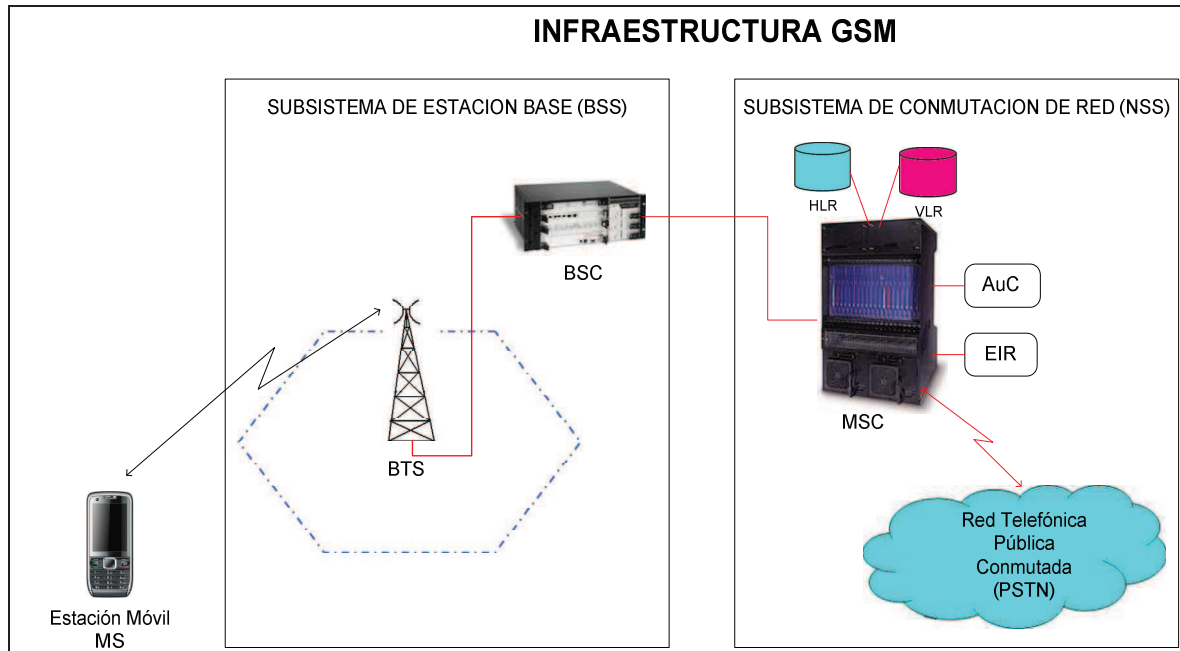 INFRAESTRUCTURA GSM
SUBSISTEMA DE ESTACION BASE (BSS)
SUBSISTEMA DE CONMUTACION DE RED (NSS)
HLR
VLR
BSC
AuC
EIR
MSC
BTS
Red Telefónica
Pública
Conmutada
(PSTN)
Estación Móvil
MS